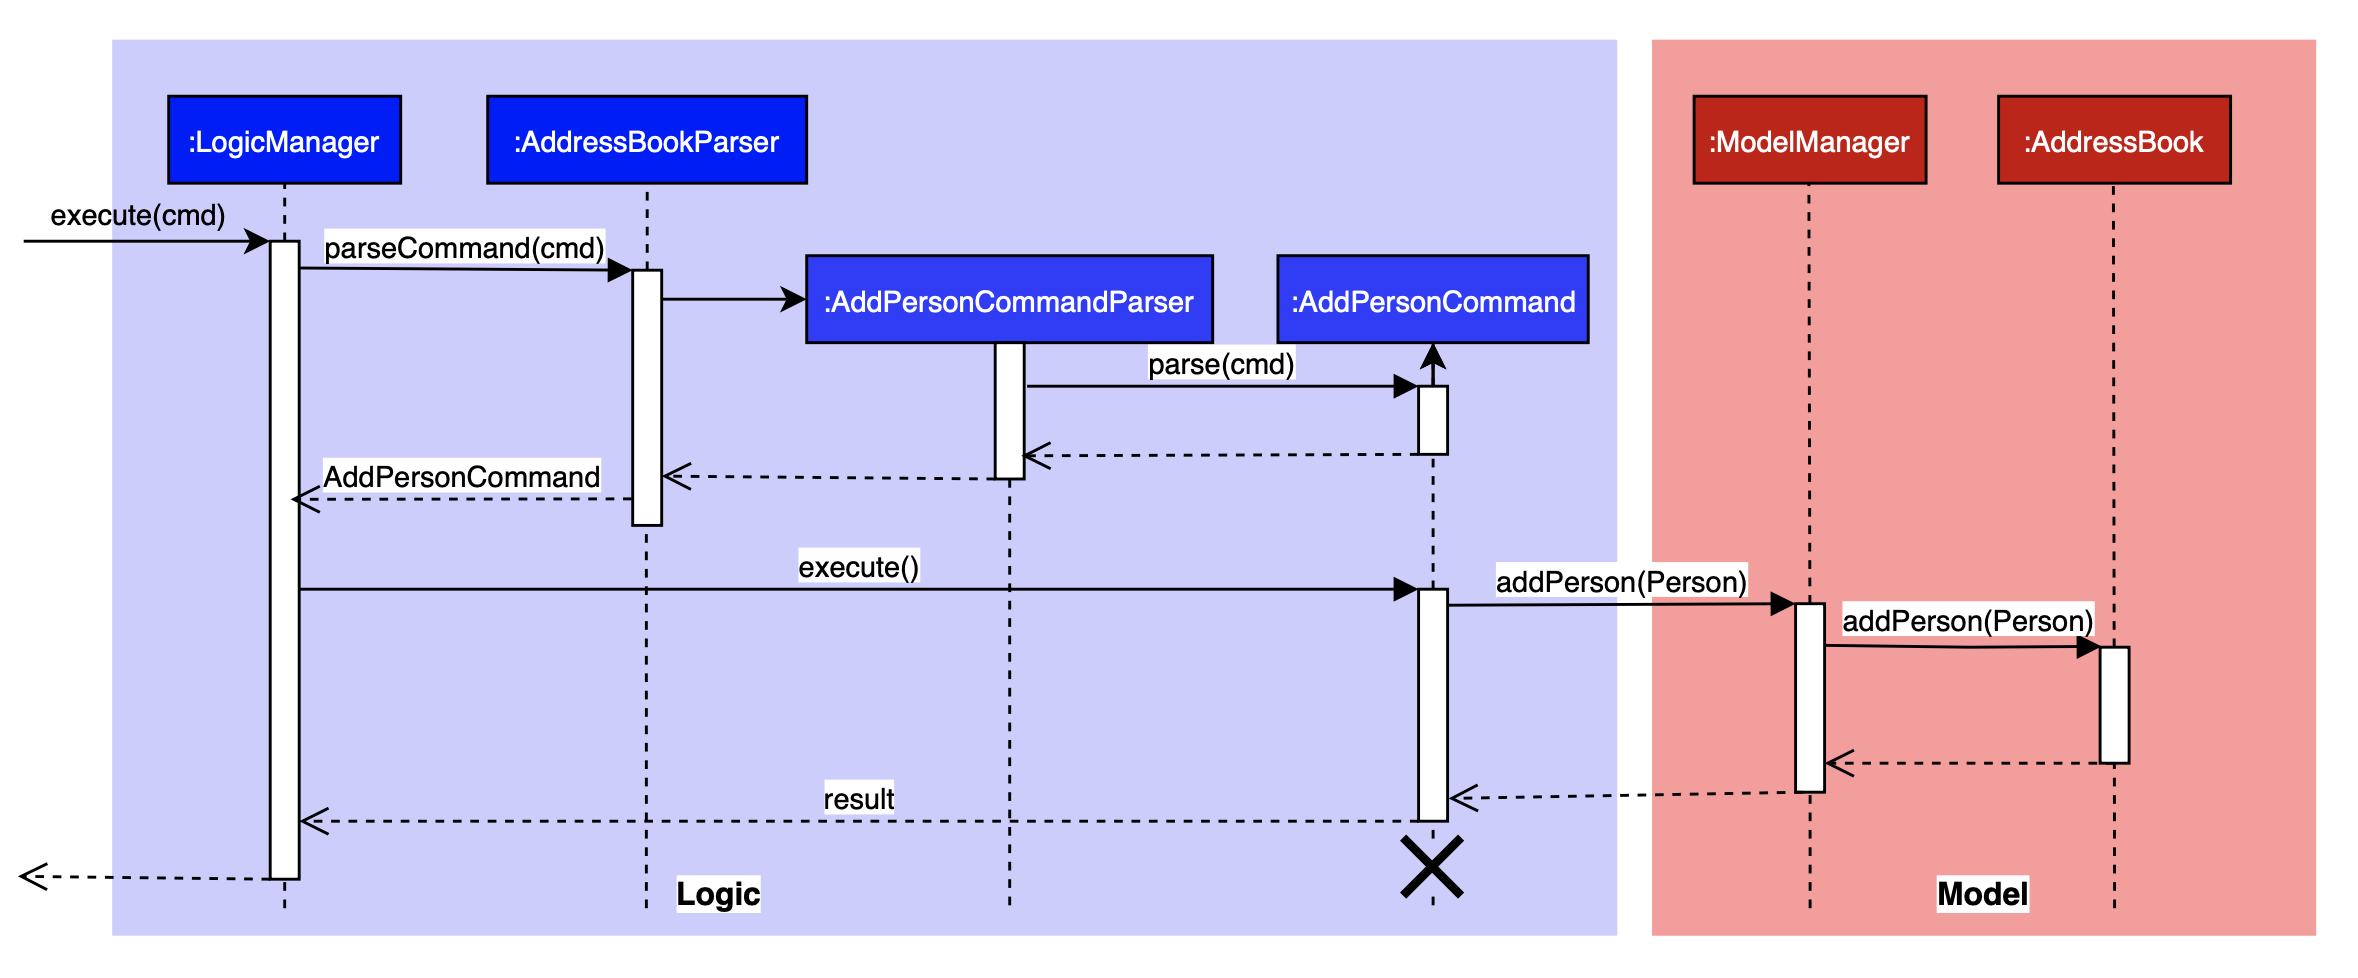 :LogicManager
:AddressBookParser
:ModelManager
:AddressBook
execute(cmd)
parseCommand(cmd)
:AddPersonCommandParser
:AddPersonCommand
parse(cmd)
AddPersonCommand
execute()
addPerson(Person)
addPerson(Person)
result
Logic
Model